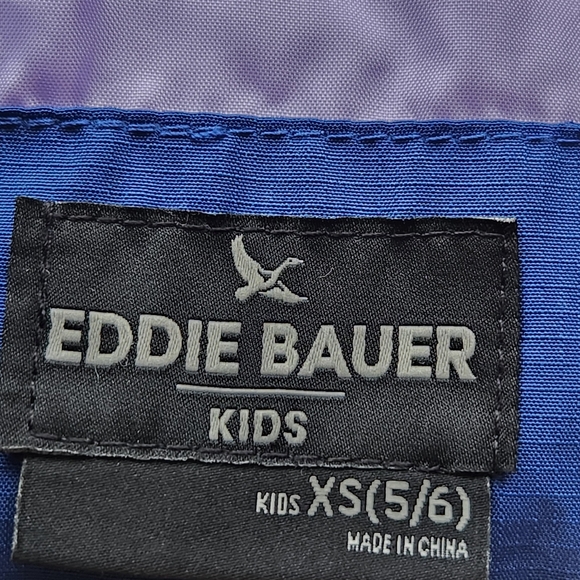 EDDIE BAUER
KIDS
KIDS XS(5/6)
MADE IN CHINA